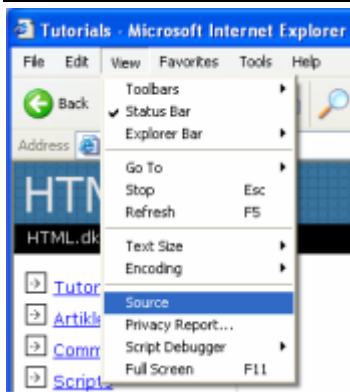 Tutorials - Microsoft Internet Explorer
File Edit View Favorites Tools Help
Back
Toolbars
Status Bar
Explorer Bar
Address
Go To
Stop Esc
Refresh F5
HTM
HTML.dk
Text Size
Encoding
Source
Tutor
Privacy Report...
Artikle
Script Debugger
Comm
Full Screen F11
Scripts